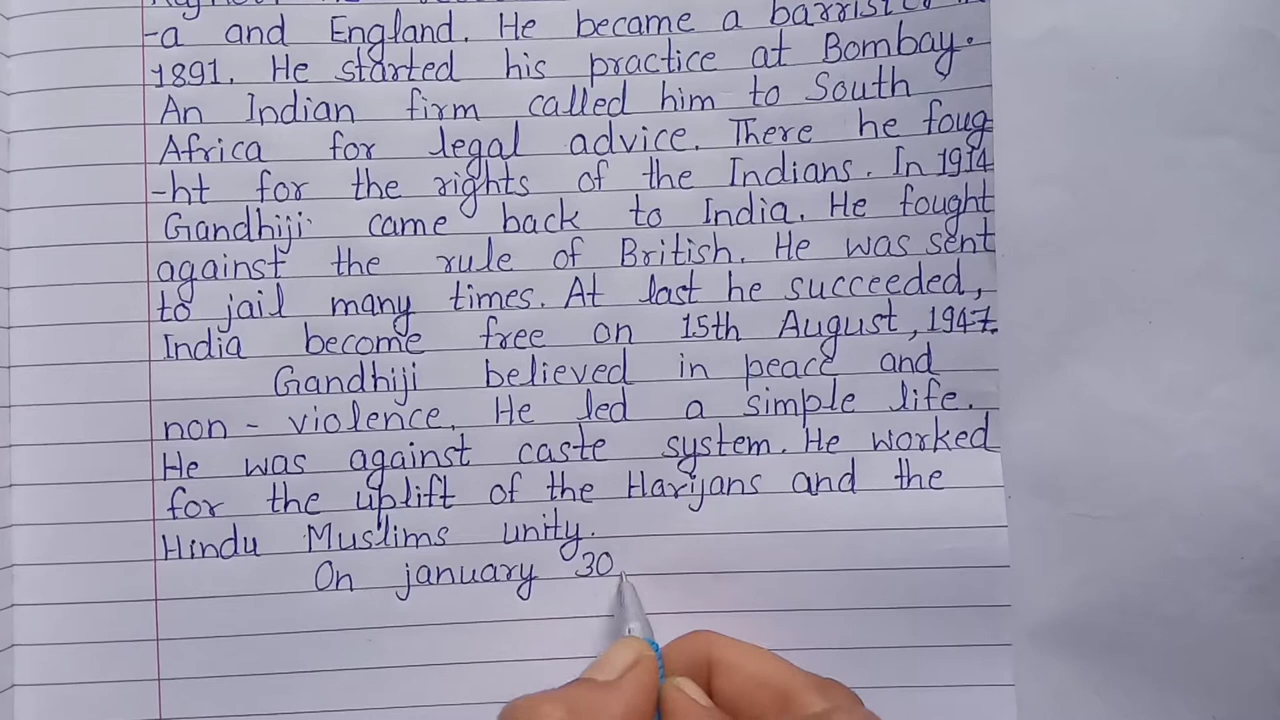 -a and England. He became a barrister in
1891. He started his practice at Bombay.
An Indian firm called him to South
Africa for legal advice. There he foug
-ht for the rights of the Indians. In 1914
Gandhiji came back to India. He fought
against the rule of British. He was sent
to jail many times. At last he succeeded,
India become free on 15th August, 1947.
Gandhiji believed in peace and
non - violence. He led a simple life.
He was against caste system. He worked
for the uplift of the Harijans and the
Hindu Muslims unity.
On january 30